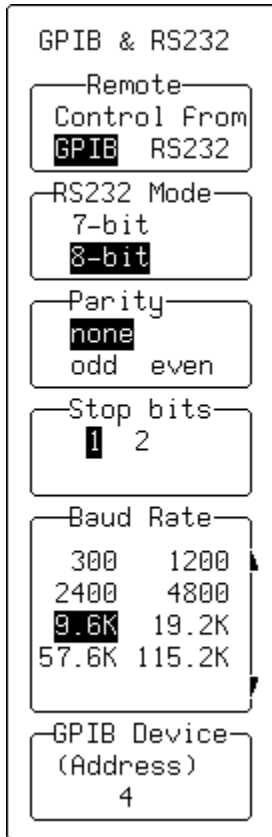 GPIB & RS232
Remote
Control From
GPIB RS232
RS232 Mode
7-bit
8-bit
Parity
none
odd even
Stop bits
1 2
Baud Rate
300 1200
2400 4800
9.6K 19.2K
57.6K 115.2K
GPIB Device
(Address)
4